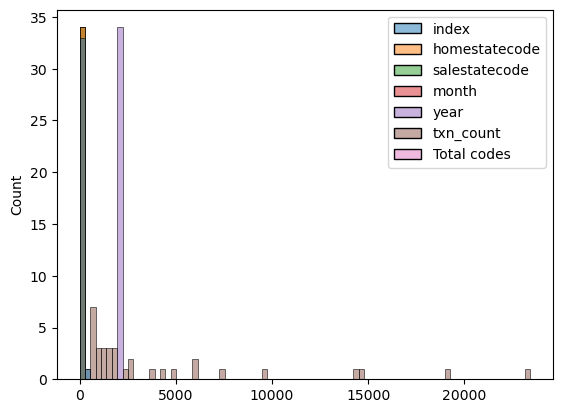 index
homestatecode
salestatecode
month
year
txn_count
Total codes
Count
35
30
25
20
15
10
5
0
0 5000 10000 15000 20000